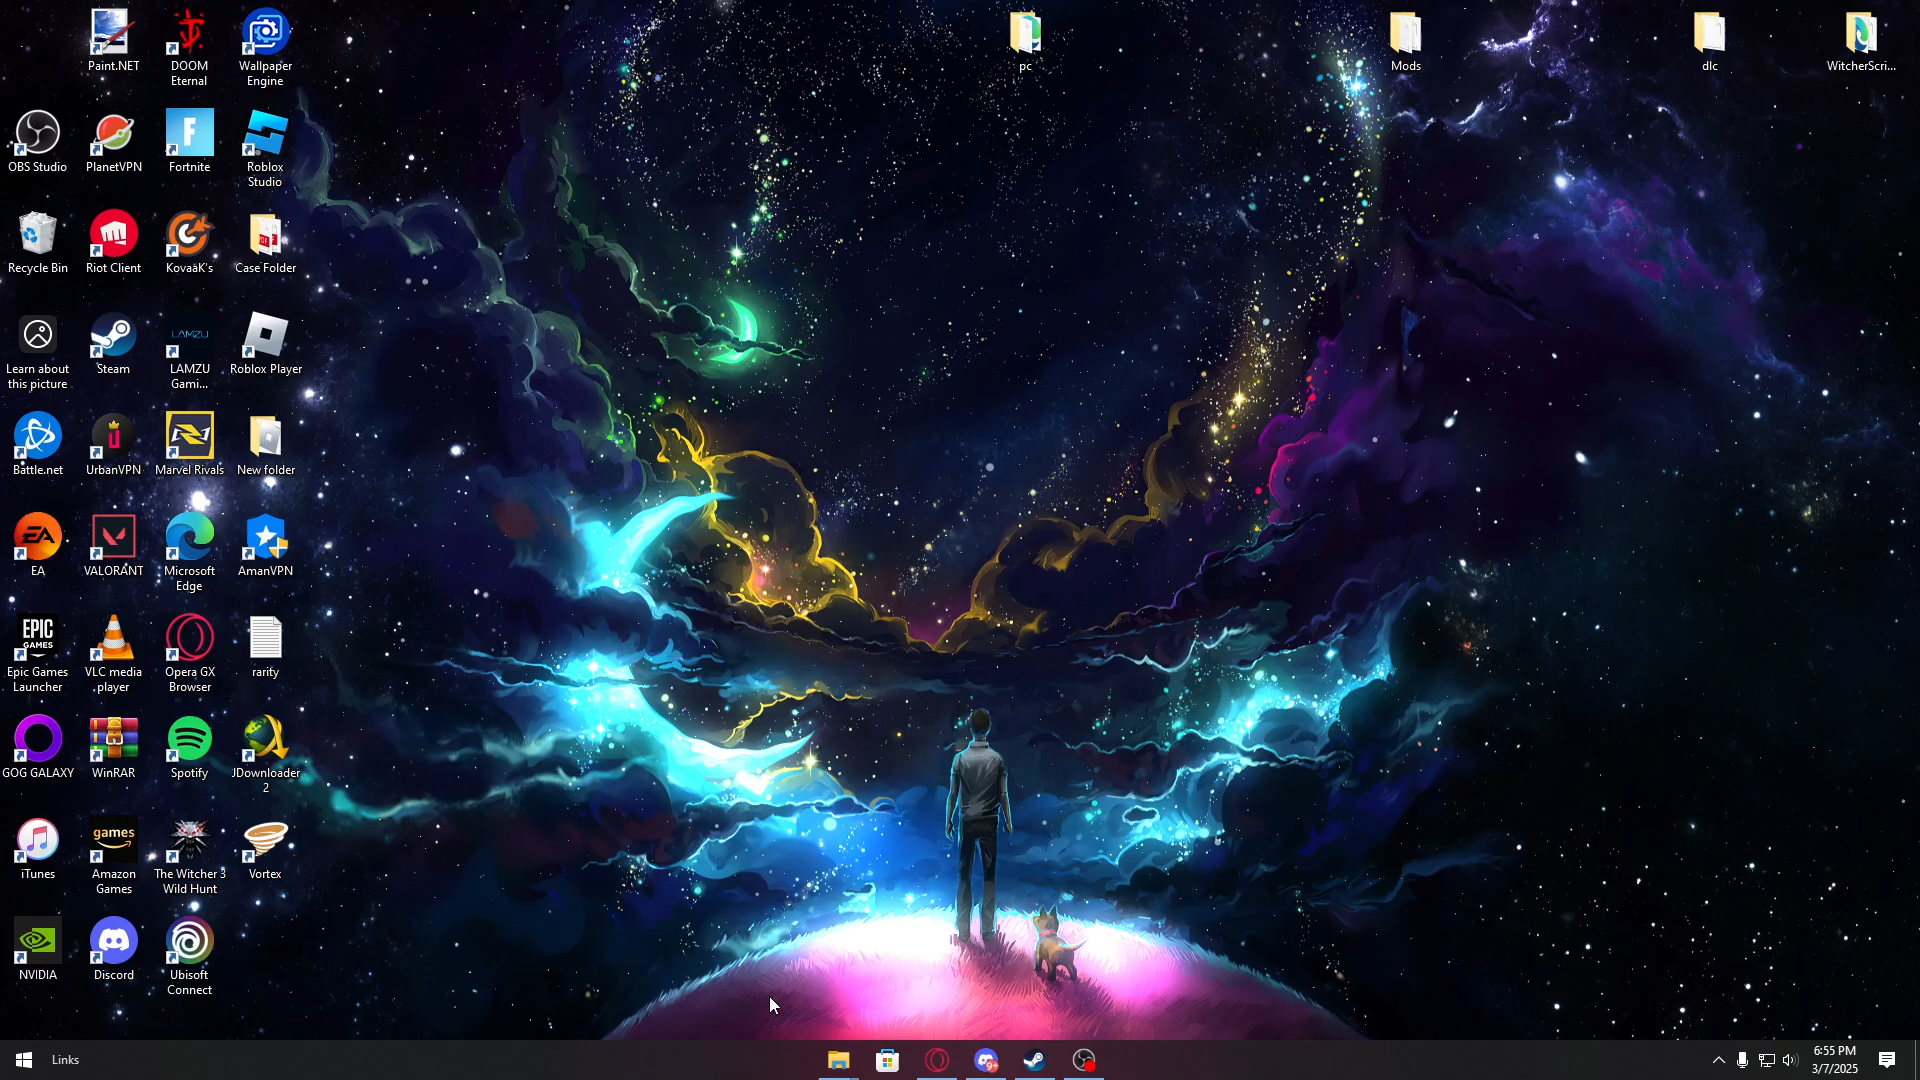 Paint.NET
DOOM
Eternal
Wallpaper
Engine
pc
Mods
dlc
WitcherScri...
OBS Studio
PlanetVPN
Fortnite
Roblox
Studio
Recycle Bin
Riot Client
KovaaK's
Case Folder
Learn about
this picture
Steam
LAMZU
LAMZU
Gami...
Roblox Player
Battle.net
UrbanVPN
Marvel Rivals
New folder
EA
EA
VALORANT
Microsoft
Edge
AmanVPN
EPIC
GAMES
Epic Games
Launcher
VLC media
player
Opera GX
Browser
rarify
GOG GALAXY
WinRAR
Spotify
JDownloader
2
iTunes
games
Amazon
Games
The Witcher 3
Wild Hunt
Vortex
NVIDIA
Discord
Ubisoft
Connect
Links
9+
6:55 PM
3/7/2025